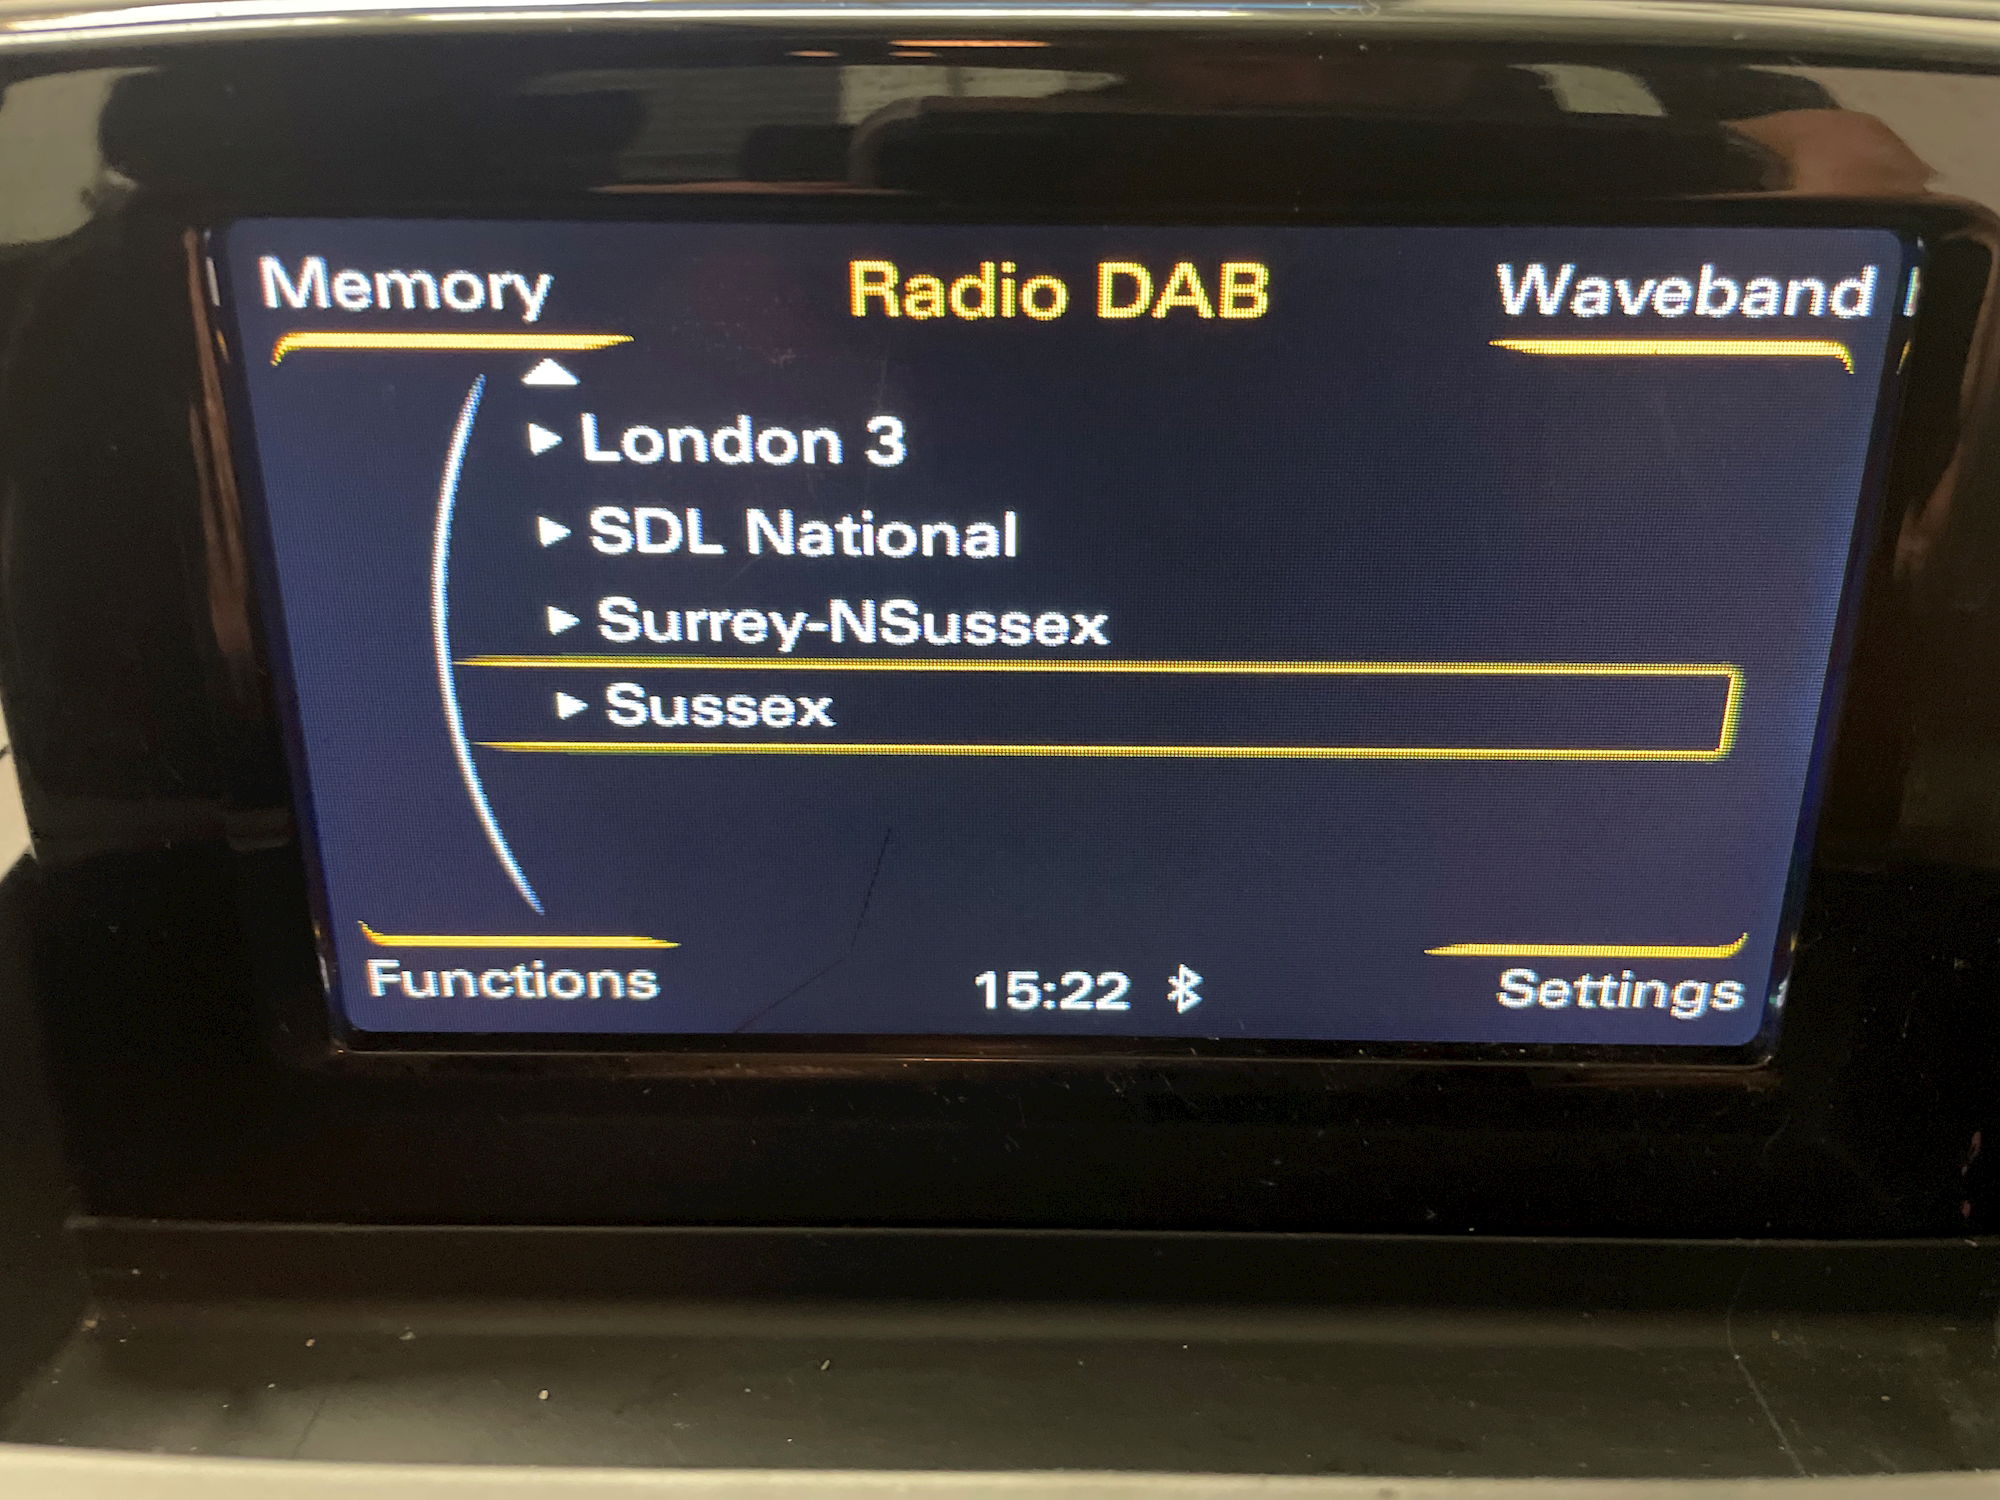 Memory Radio DAB Waveband
London 3
SDL National
Surrey-NSussex
Sussex
Functions 15:22 Settings